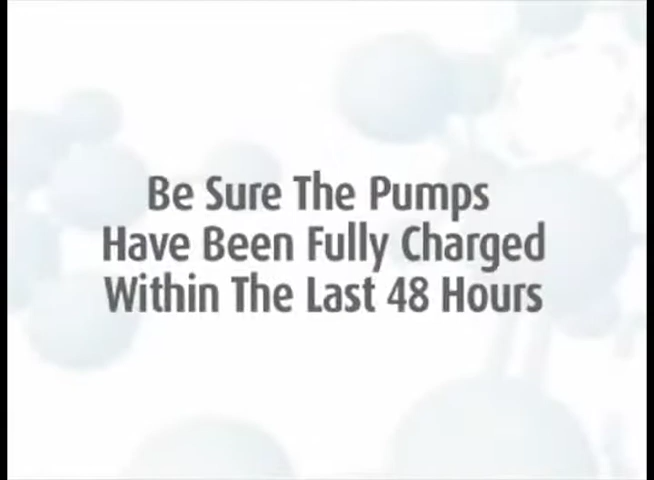 Be Sure The Pumps
Have Been Fully Charged
Within The Last 48 Hours